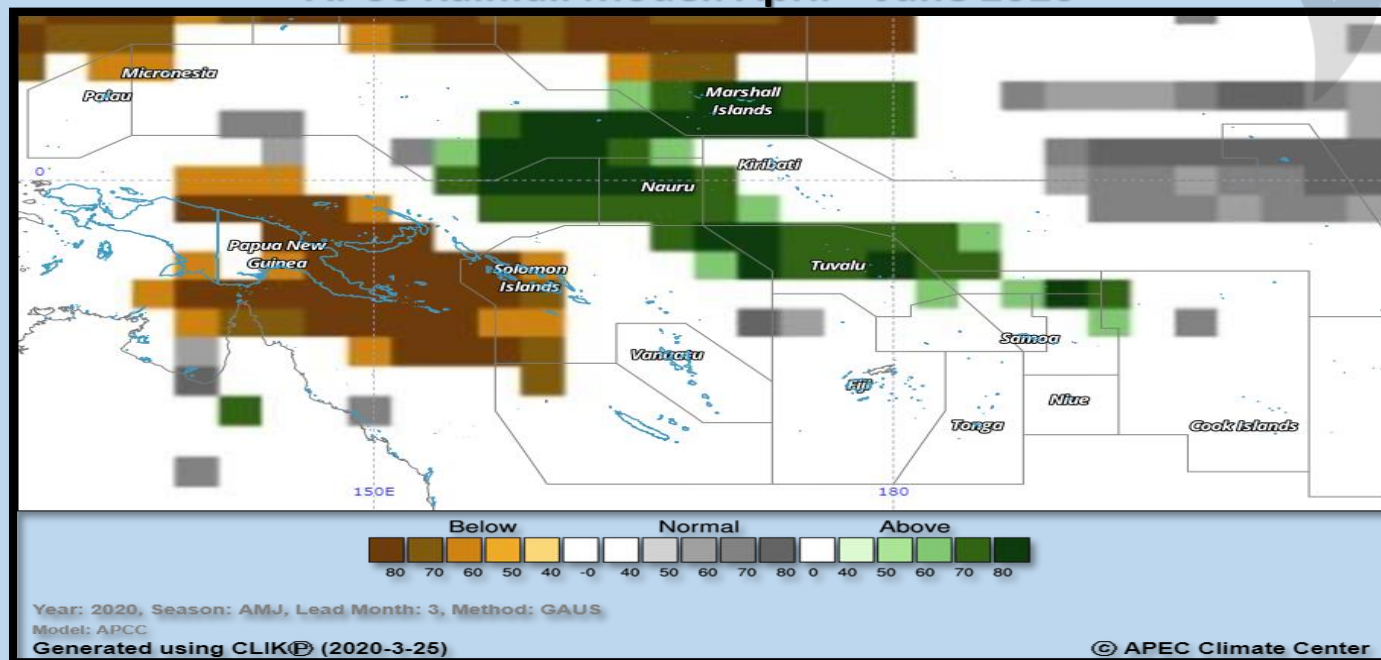 Micronesia
Palau
Marshall
Islands
0
Kiribati
Nauru
Papua New
Guinea
Solomon
Islands
Tuvalu
Samoa
Vanuatu
Fiji
Niue
Tonga
Cook Islands
150E
180
Below Normal Above
80 70 60 50 40 -0 40 50 60 70 80 0 40 50 60 70 80
Year: 2020, Season: AMJ, Lead Month: 3, Method: GAUS
Model: APCC
Generated using CLIKⓅ (2020-3-25)
© APEC Climate Center